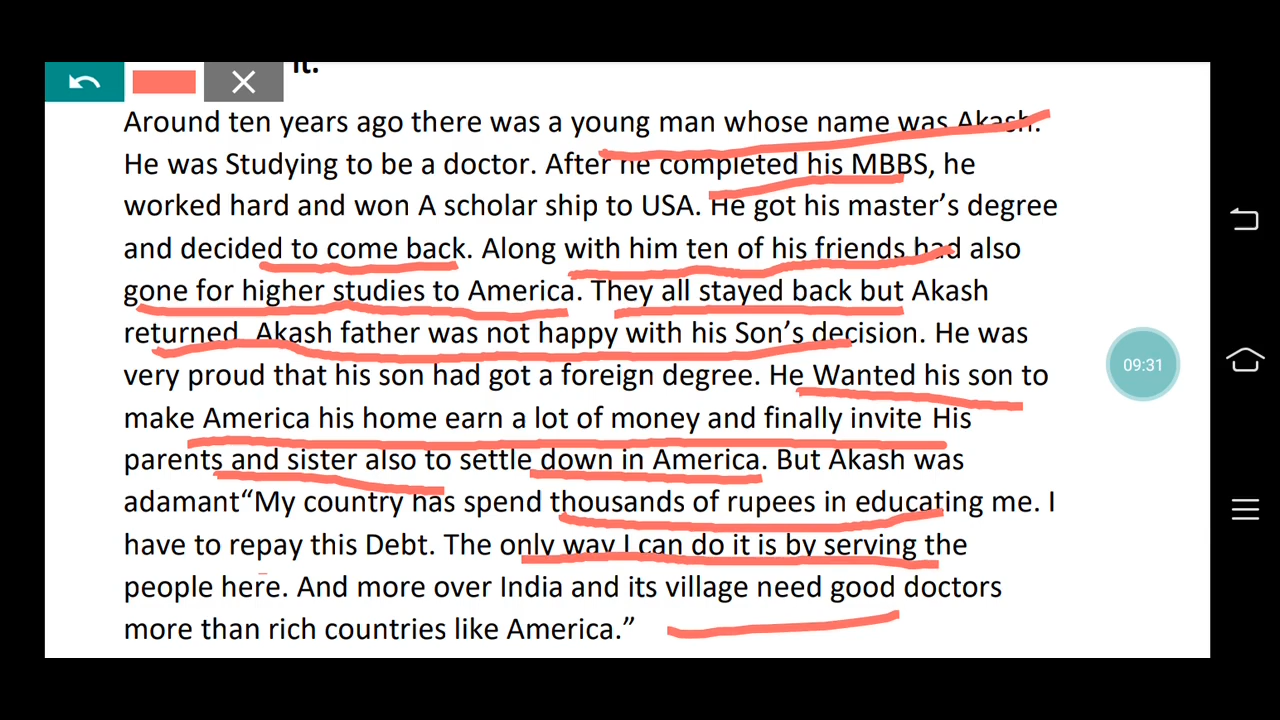 it.
Around ten years ago there was a young man whose name was Akash.
He was Studying to be a doctor. After he completed his MBBS, he
worked hard and won A scholar ship to USA. He got his master’s degree
and decided to come back. Along with him ten of his friends had also
gone for higher studies to America. They all stayed back but Akash
returned. Akash father was not happy with his Son’s decision. He was
very proud that his son had got a foreign degree. He Wanted his son to
make America his home earn a lot of money and finally invite His
parents and sister also to settle down in America. But Akash was
adamant“My country has spend thousands of rupees in educating me. I
have to repay this Debt. The only way I can do it is by serving the
people here. And more over India and its village need good doctors
more than rich countries like America.”
09:31